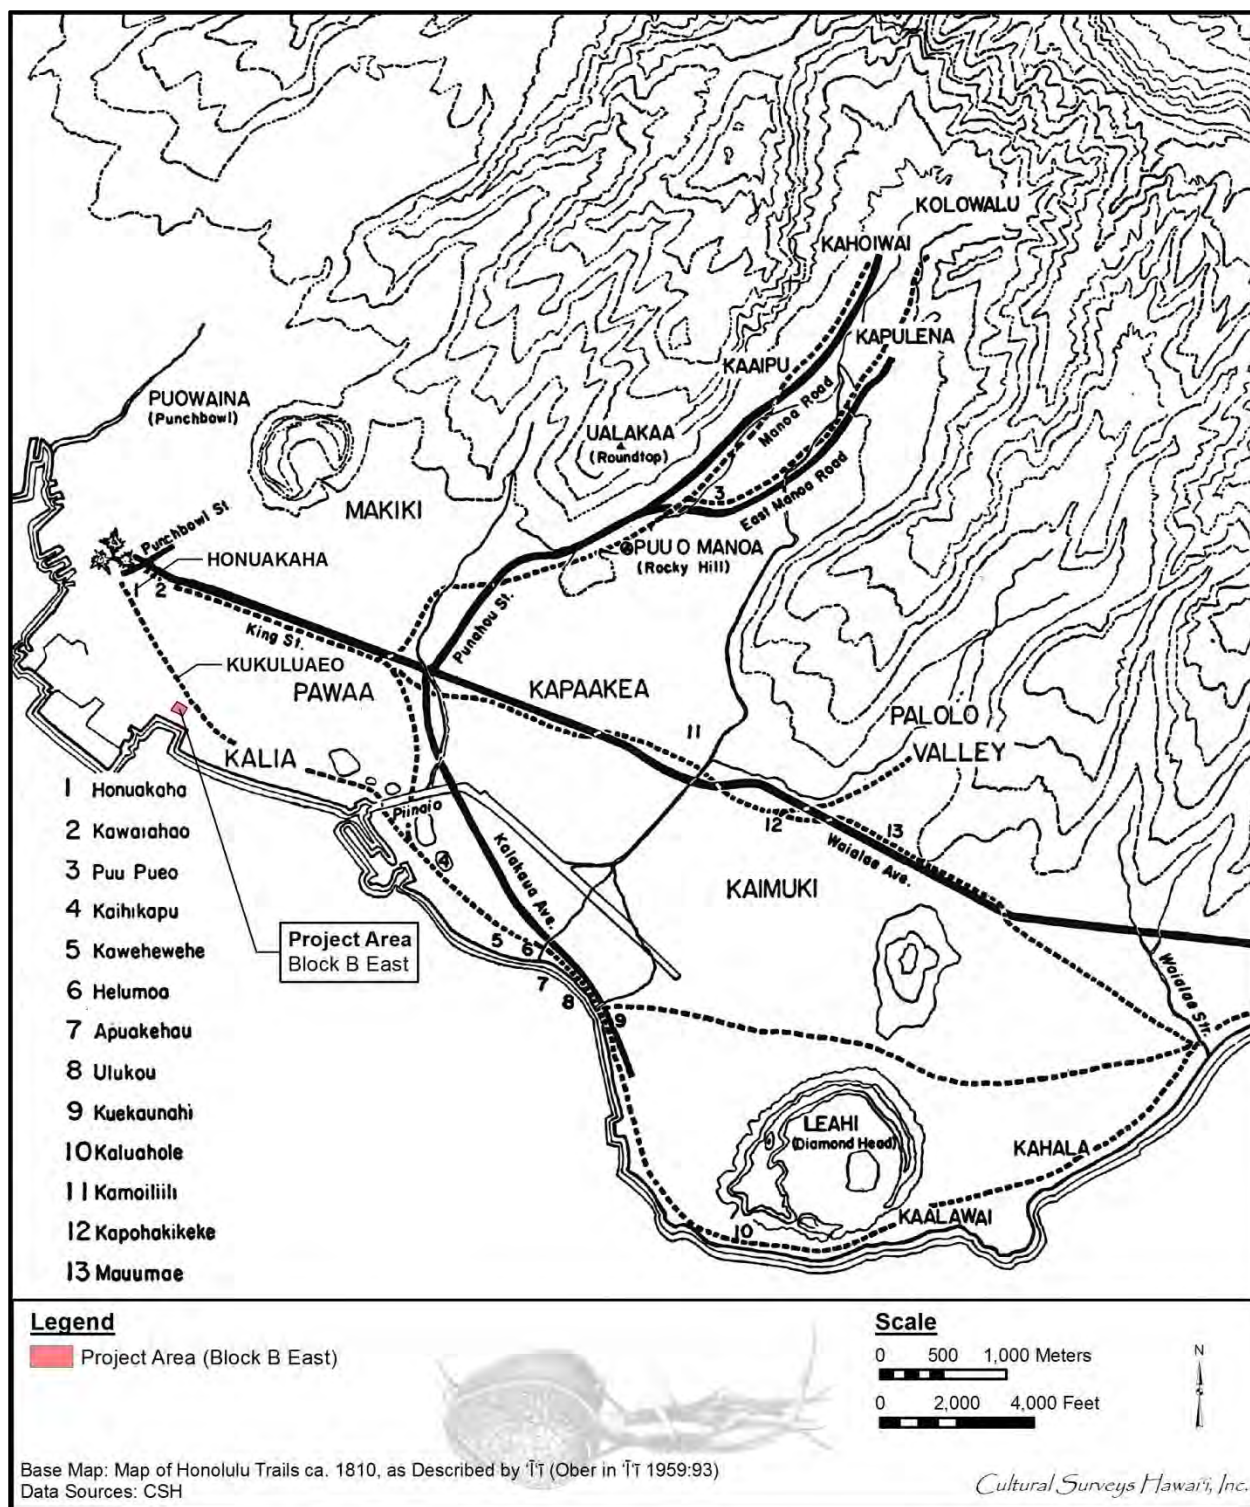 KOLOWALU
KAHOIWAI
KAPULENA
KAAIPU
PUOWAINA
(Punchbowl)
UALAKAA
(Roundtop)
Manoa Road
MAKIKI
3
East Manoa Road
Punchbowl St.
PUU O MANOA
(Rocky Hill)
HONUAKAHA
1 2
King St.
Punahou St.
KUKULUAEO
PAWAA
KAPAAKEA
PALOLO
VALLEY
11
KALIA
Piinaio
12
13
Waialae Ave.
4
Kalakaua Ave.
KAIMUKI
5
6
7
8
9
Waialae Str.
LEAHI
(Diamond Head)
KAHALA
KAALAWAI
10
1 Honuakaha
2 Kawaiahao
3 Puu Pueo
4 Kaihikapu
5 Kawehewehe
6 Helumoa
7 Apuakehau
8 Ulukou
9 Kuekaunahi
10 Kaluahole
11 Kamoiliili
12 Kapohakikeke
13 Mauumae
Project Area
Block B East
Legend
Project Area (Block B East)
Scale
0 500 1,000 Meters
0 2,000 4,000 Feet
N
Base Map: Map of Honolulu Trails ca. 1810, as Described by ʻĪʻī (Ober in ʻĪʻī 1959:93)
Data Sources: CSH
Cultural Surveys Hawaiʻi, Inc.